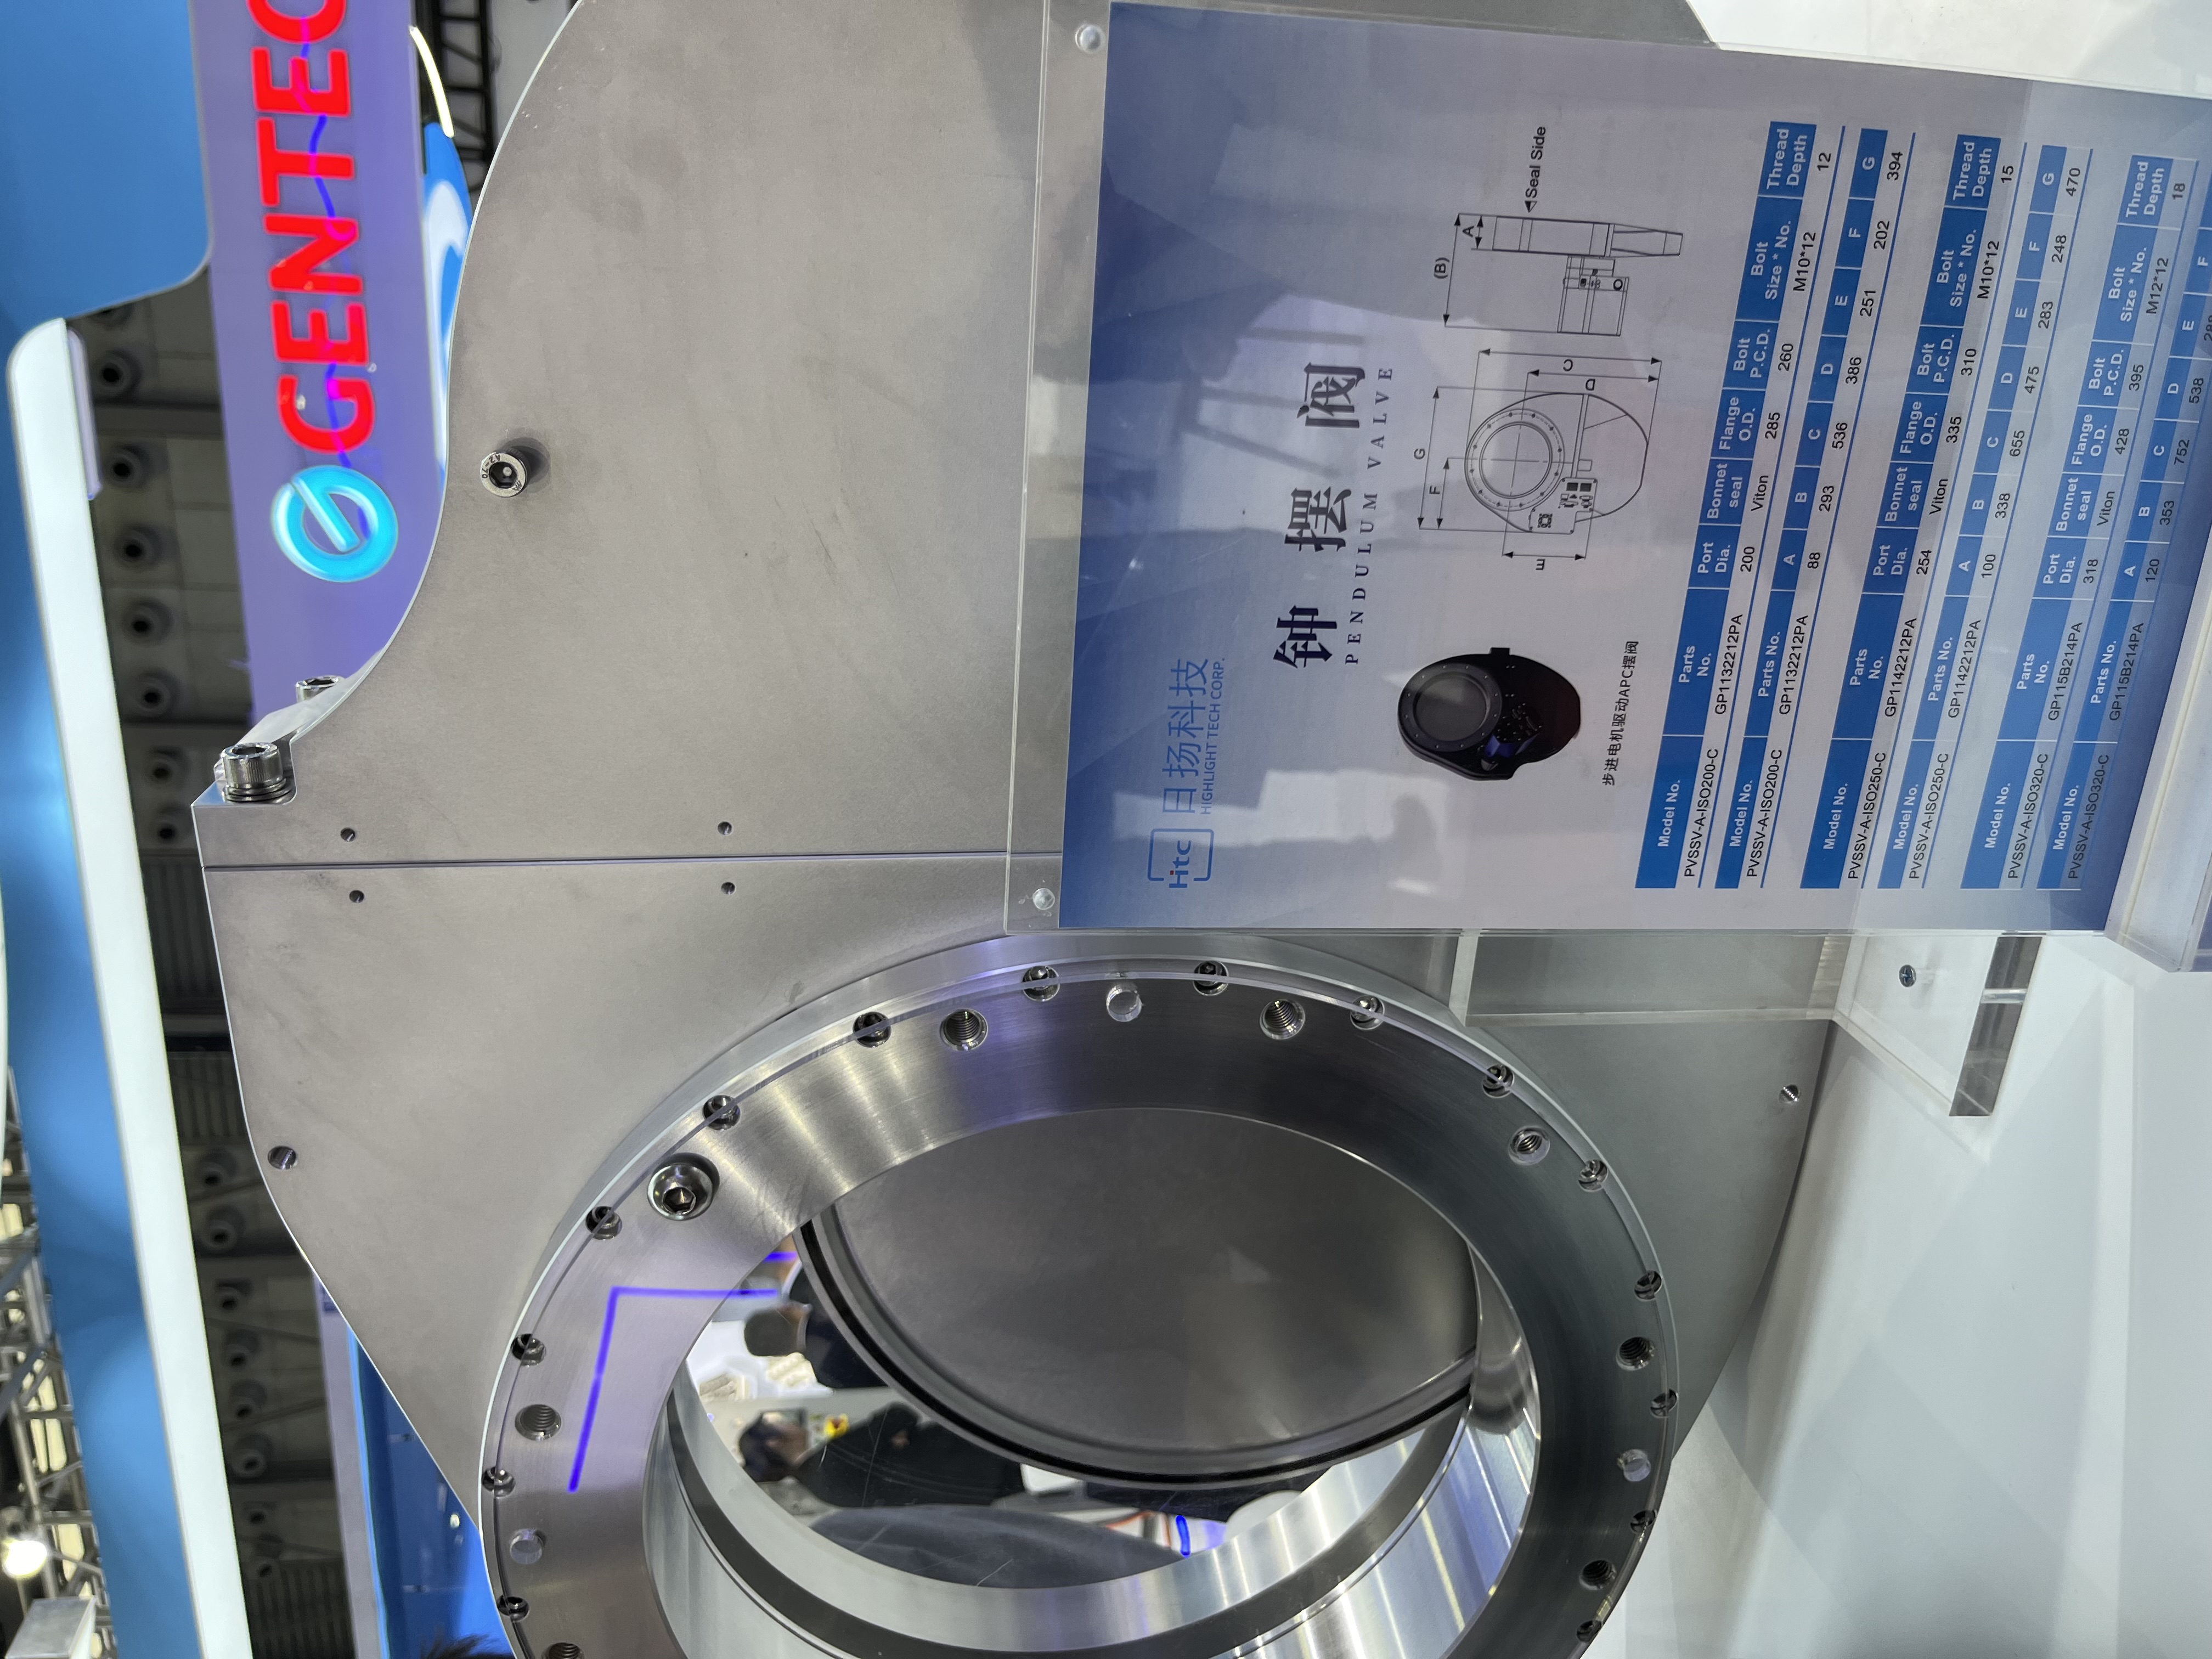 GENTEC
A2-70
Htc 日扬科技
HIGHLIGHT TECH CORP.
钟摆阀
PENDULUM VALVE
G
F
E
D
C
(B)
A
Seal Side
步进电机驱动APC摆阀
Model No. Parts No. Port Dia. Bonnet seal Flange O.D. Bolt P.C.D. Bolt Size * No. Thread Depth
PVSSV-A-ISO200-C GP1132212PA 200 Viton 285 260 M10*12 12
Model No. Parts No. A B C D E F G
PVSSV-A-ISO200-C GP1132212PA 88 293 536 386 251 202 394
Model No. Parts No. Port Dia. Bonnet seal Flange O.D. Bolt P.C.D. Bolt Size * No. Thread Depth
PVSSV-A-ISO250-C GP1142212PA 254 Viton 335 310 M10*12 15
Model No. Parts No. A B C D E F G
PVSSV-A-ISO250-C GP1142212PA 100 338 655 475 283 248 470
Model No. Parts No. Port Dia. Bonnet seal Flange O.D. Bolt P.C.D. Bolt Size * No. Thread Depth
PVSSV-A-ISO320-C GP115B214PA 318 Viton 428 395 M12*12 18
Model No. Parts No. A B C D E F
PVSSV-A-ISO320-C GP115B214PA 120 353 752 538